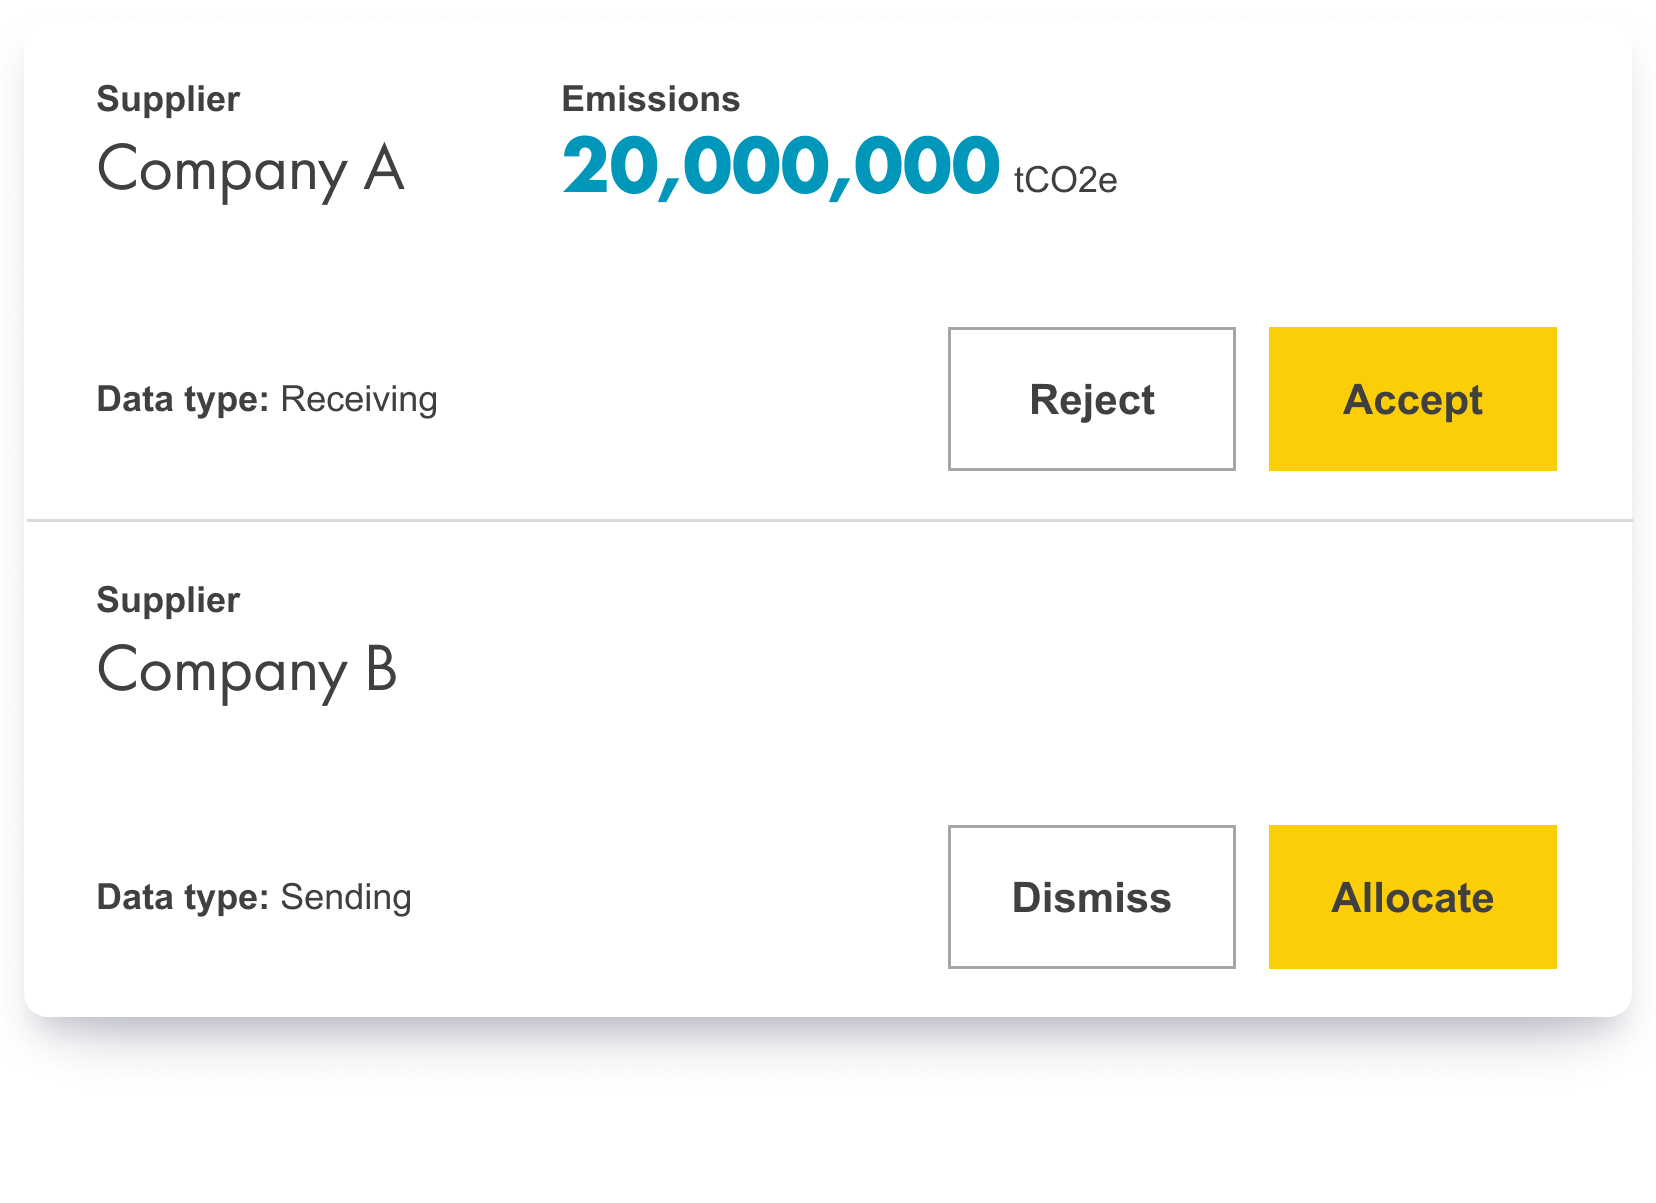 Supplier
Company A
Emissions
20,000,000 tCO2e
Data type: Receiving
Reject
Accept
Supplier
Company B
Data type: Sending
Dismiss
Allocate